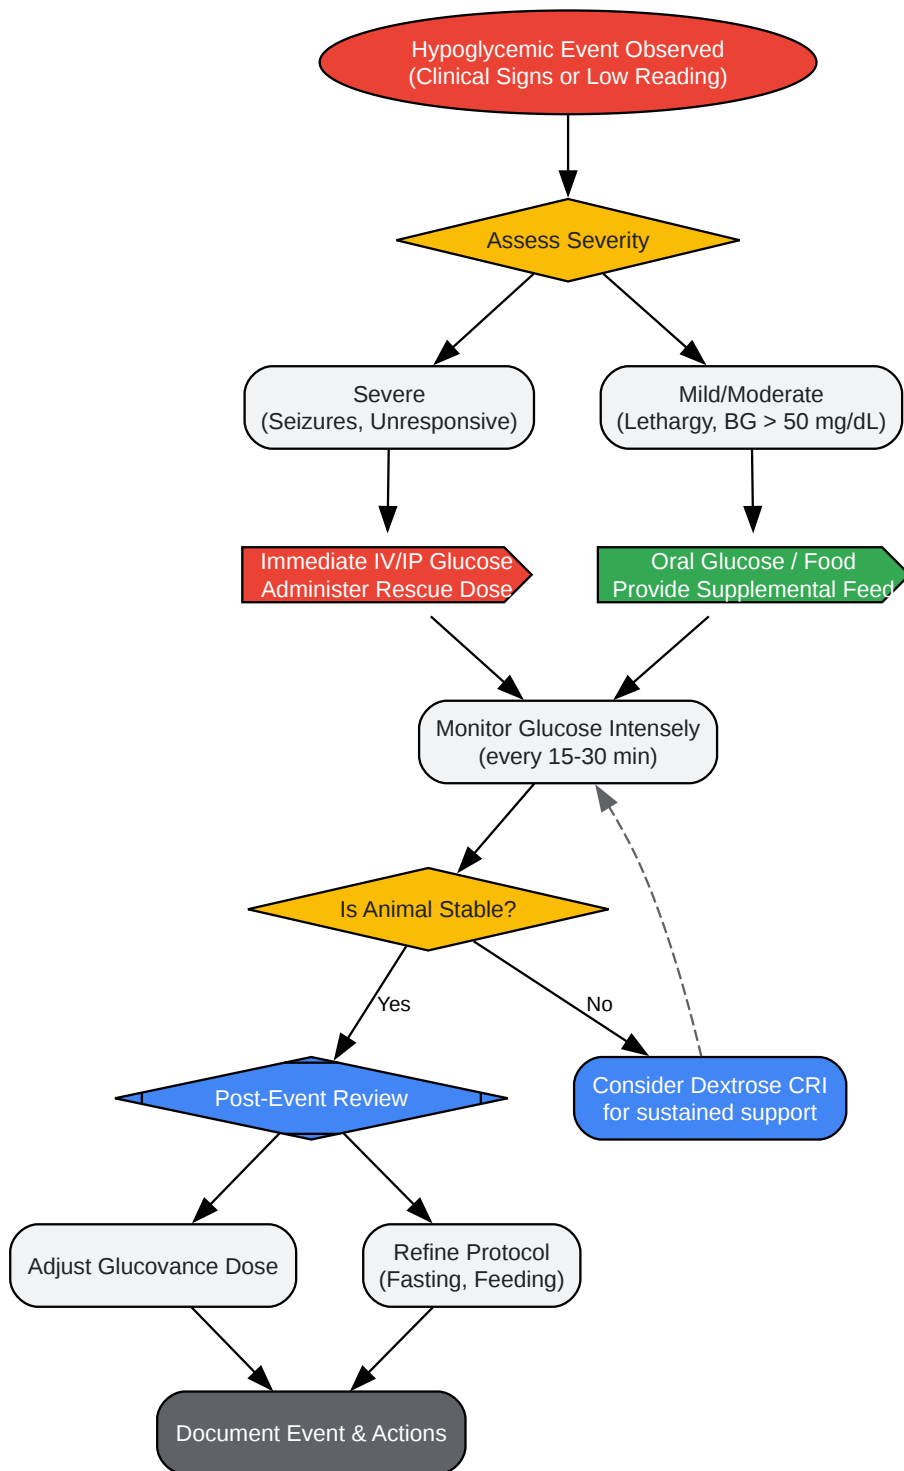 Hypoglycemic Event Observed
(Clinical Signs or Low Reading)
Assess Severity
Severe
(Seizures, Unresponsive)
Mild/Moderate
(Lethargy, BG > 50 mg/dL)
Immediate IV/IP Glucose
Administer Rescue Dose
Oral Glucose / Food
Provide Supplemental Feed
Monitor Glucose Intensely
(every 15-30 min)
Is Animal Stable?
Yes
No
Post-Event Review
Consider Dextrose CRI
for sustained support
Adjust Glucovance Dose
Refine Protocol
(Fasting, Feeding)
Document Event & Actions